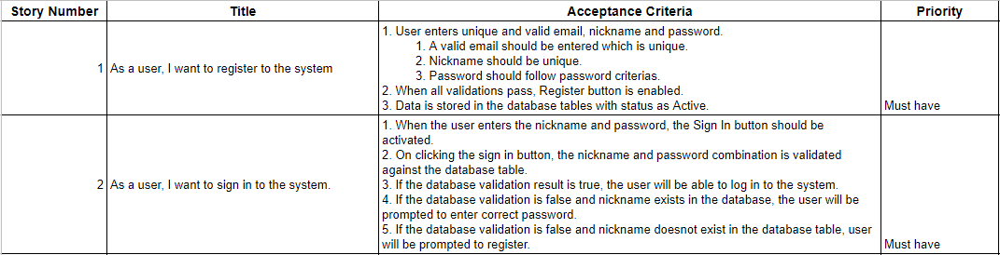 Story Number Title Acceptance Criteria Priority
1 As a user, I want to register to the system
1. User enters unique and valid email, nickname and password.
1. A valid email should be entered which is unique.
2. Nickname should be unique.
3. Password should follow password criterias.
2. When all validations pass, Register button is enabled.
3. Data is stored in the database tables with status as Active.
Must have
2 As a user, I want to sign in to the system.
1. When the user enters the nickname and password, the Sign In button should be
activated.
2. On clicking the sign in button, the nickname and password combination is validated
against the database table.
3. If the database validation result is true, the user will be able to log in to the system.
4. If the database validation is false and nickname exists in the database, the user will be
prompted to enter correct password.
5. If the database validation is false and nickname doesnot exist in the database table, user
will be prompted to register.
Must have